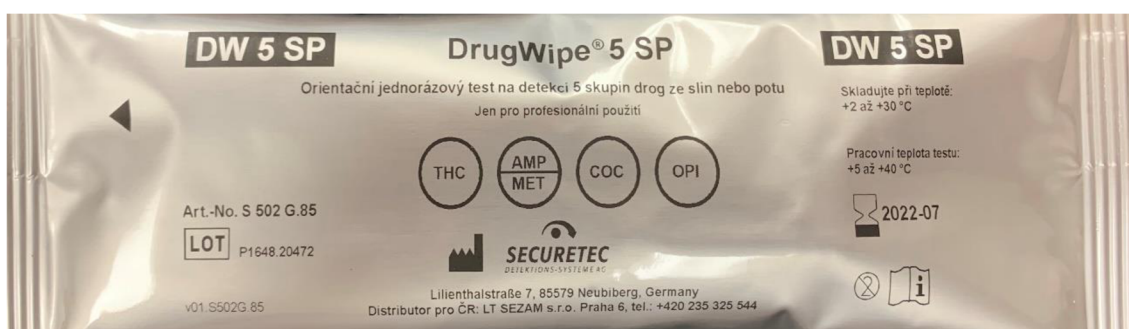 DW 5 SP
DrugWipe® 5 SP
DW 5 SP
Orientační jednorázový test na detekci 5 skupin drog ze slin nebo potu
Jen pro profesionální použití
Skladujte při teplotě:
+2 až +30 °C
THC
AMP
MET
COC
OPI
Pracovní teplota testu:
+5 až +40 °C
Art.-No. S 502 G.85
LOT P1648.20472
2022-07
SECURETEC
DETEKTIONS-SYSTEME AG
2
i
Lilienthalstraße 7, 85579 Neubiberg, Germany
v01.S502G.85
Distributor pro ČR: LT SEZAM s.r.o. Praha 6, tel.: +420 235 325 544